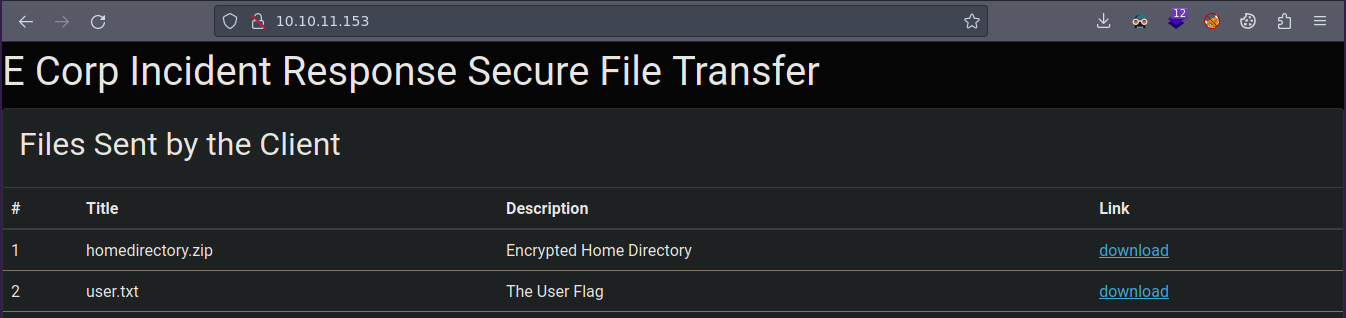 10.10.11.153
12
E Corp Incident Response Secure File Transfer
Files Sent by the Client
# Title Description Link
1 homedirectory.zip Encrypted Home Directory download
2 user.txt The User Flag download